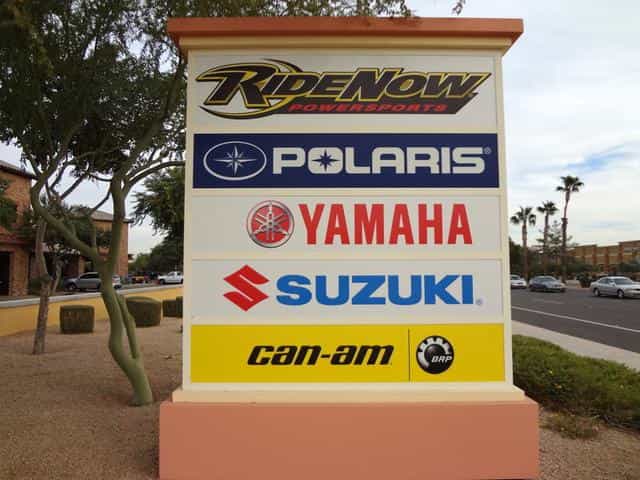 RIDENOW
POWERSPORTS
POLARIS®
YAMAHA
SUZUKI®
can-am BRP